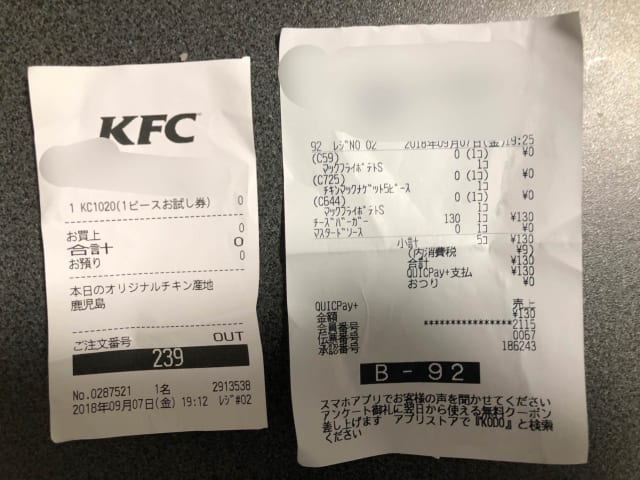 KFC
1 KC1020(1ピースお試し券) 0
お買上 0
合計 0
お預り 0
本日のオリジナルチキン産地
鹿児島
ご注文番号 OUT
239
No.0287521 1名 2913538
2018年09月07日(金) 19:12 レジ#02
92 レジNO 02 2018年09月07日(金)19:25
(C59) 0 (1コ) ¥0
マックフライポテトS 1コ
(C725) 0 (1コ) ¥0
チキンマックナゲット5ピース 1コ
(C544) 0 (1コ) ¥0
マックフライポテトS 1コ
チーズバーガー 130 1コ ¥130
マスタードソース 0 1コ ¥0
小計 5コ ¥130
(内消費税 ¥9)
合計 ¥130
QUICPay+支払 ¥130
おつり ¥0
QUICPay+ 売上
金額 ¥130
会員番号 ****************2115
伝票番号 0067
承認番号 186243
B - 92
スマホアプリでお客様の声を聞かせてください
アンケート御礼に翌日から使える無料クーポン
差し上げます アプリストアで『KODO』と検索
ください